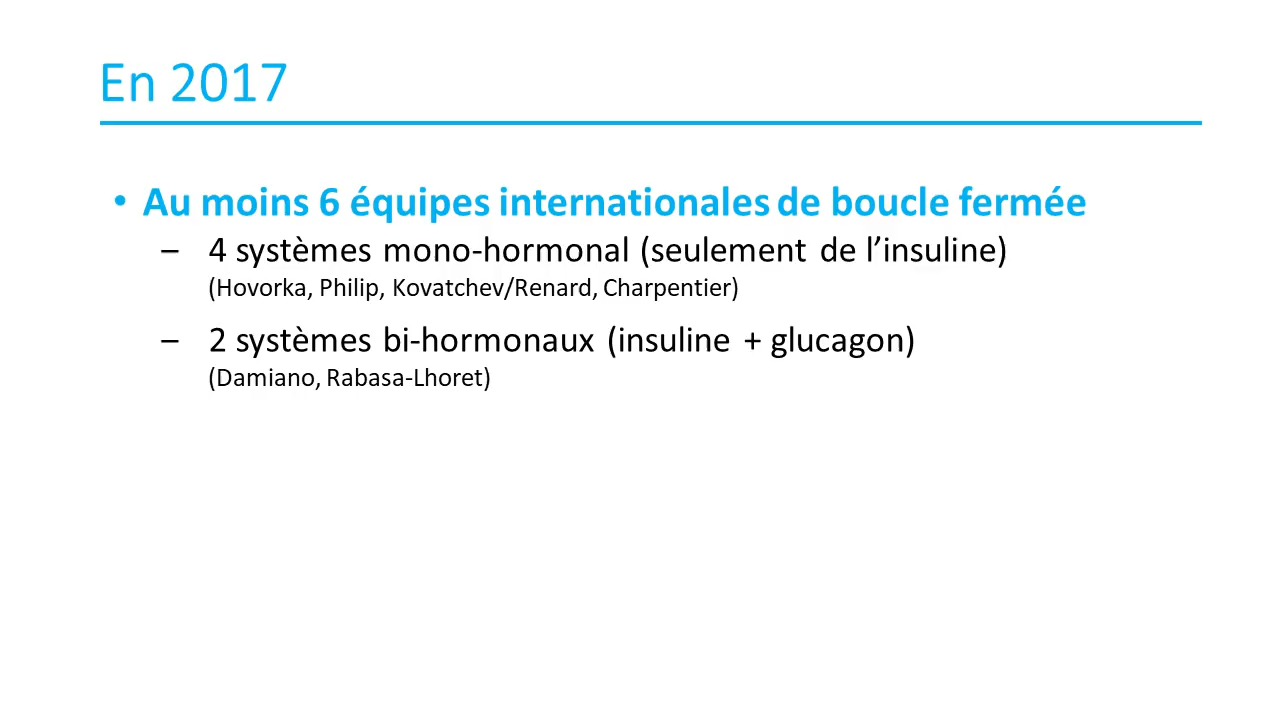 En 2017
• Au moins 6 équipes internationales de boucle fermée
– 4 systèmes mono-hormonal (seulement de l’insuline)
(Hovorka, Philip, Kovatchev/Renard, Charpentier)
– 2 systèmes bi-hormonaux (insuline + glucagon)
(Damiano, Rabasa-Lhoret)